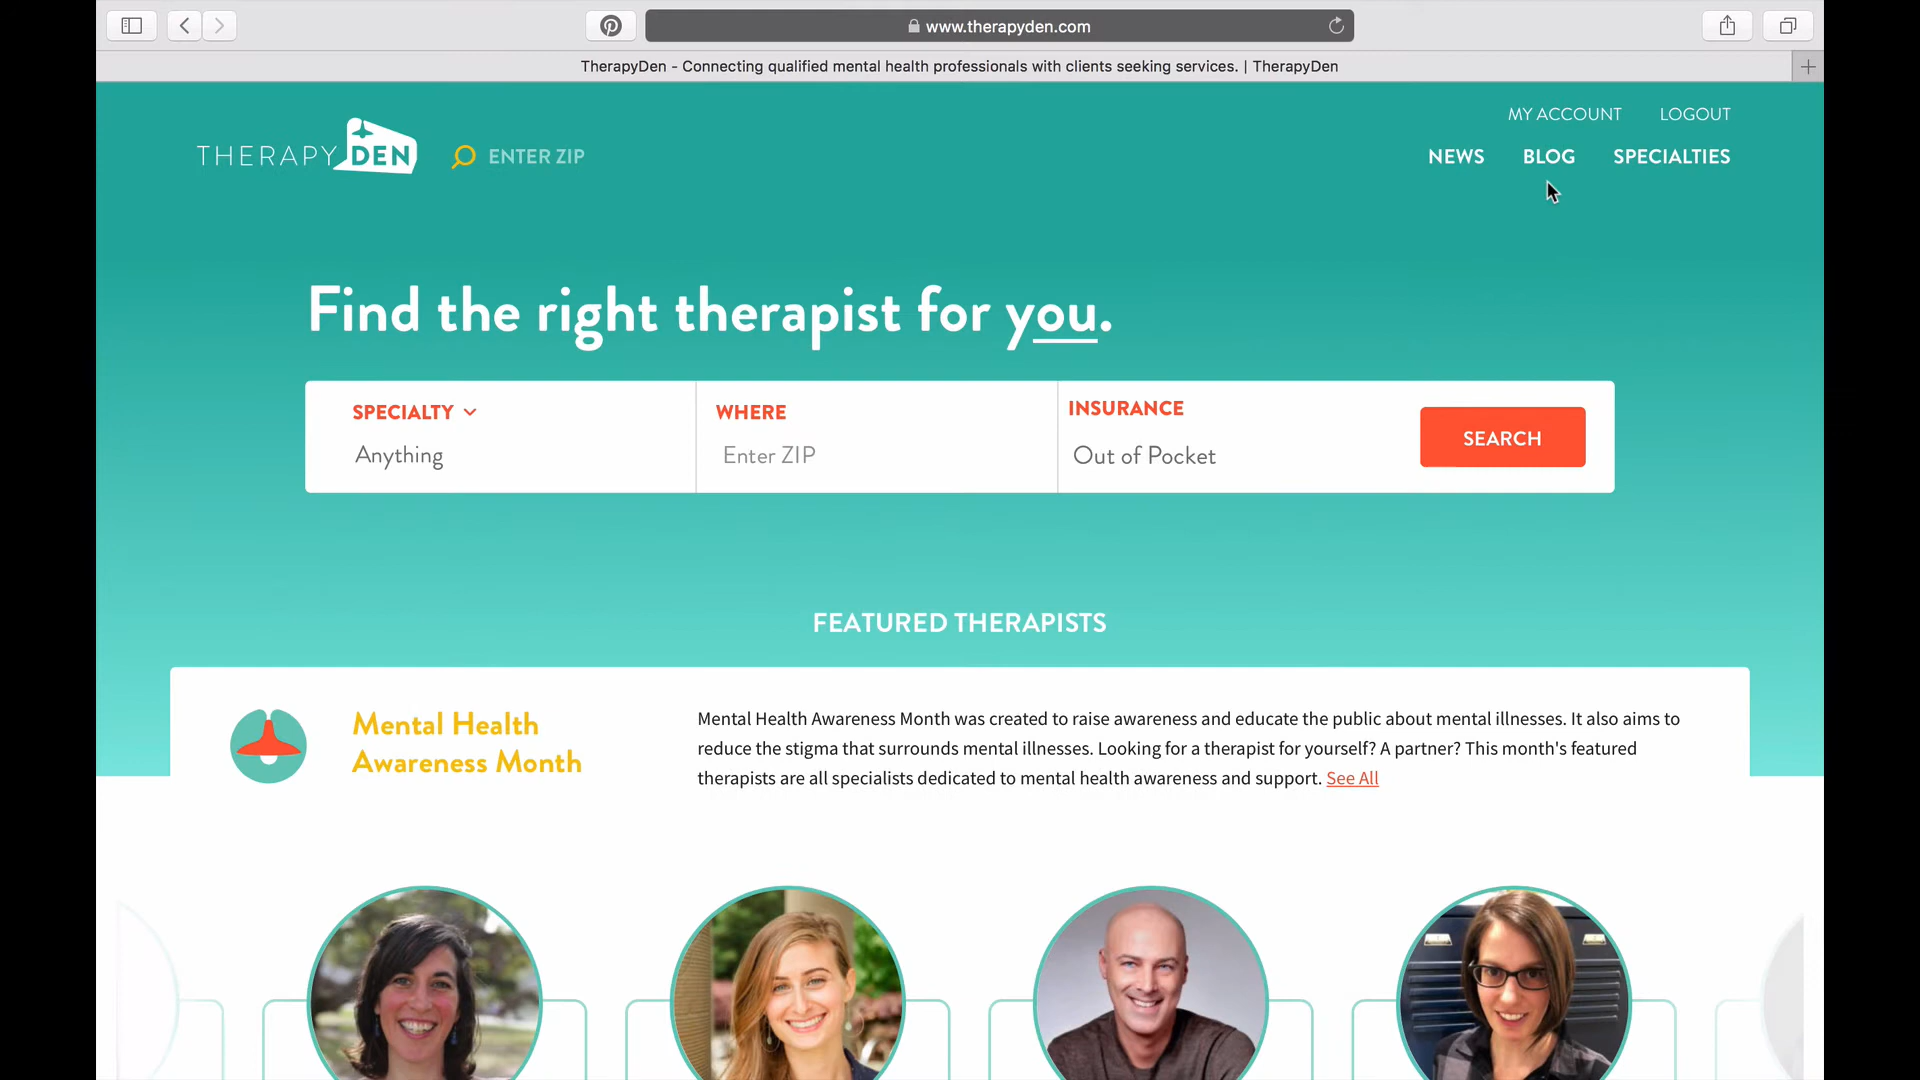 www.therapyden.com
TherapyDen - Connecting qualified mental health professionals with clients seeking services. | TherapyDen
MY ACCOUNT LOGOUT
THERAPY DEN ENTER ZIP NEWS BLOG SPECIALTIES
Find the right therapist for you.
SPECIALTY WHERE INSURANCE
Anything Enter ZIP Out of Pocket SEARCH
FEATURED THERAPISTS
Mental Health
Awareness Month
Mental Health Awareness Month was created to raise awareness and educate the public about mental illnesses. It also aims to
reduce the stigma that surrounds mental illnesses. Looking for a therapist for yourself? A partner? This month's featured
therapists are all specialists dedicated to mental health awareness and support. See All